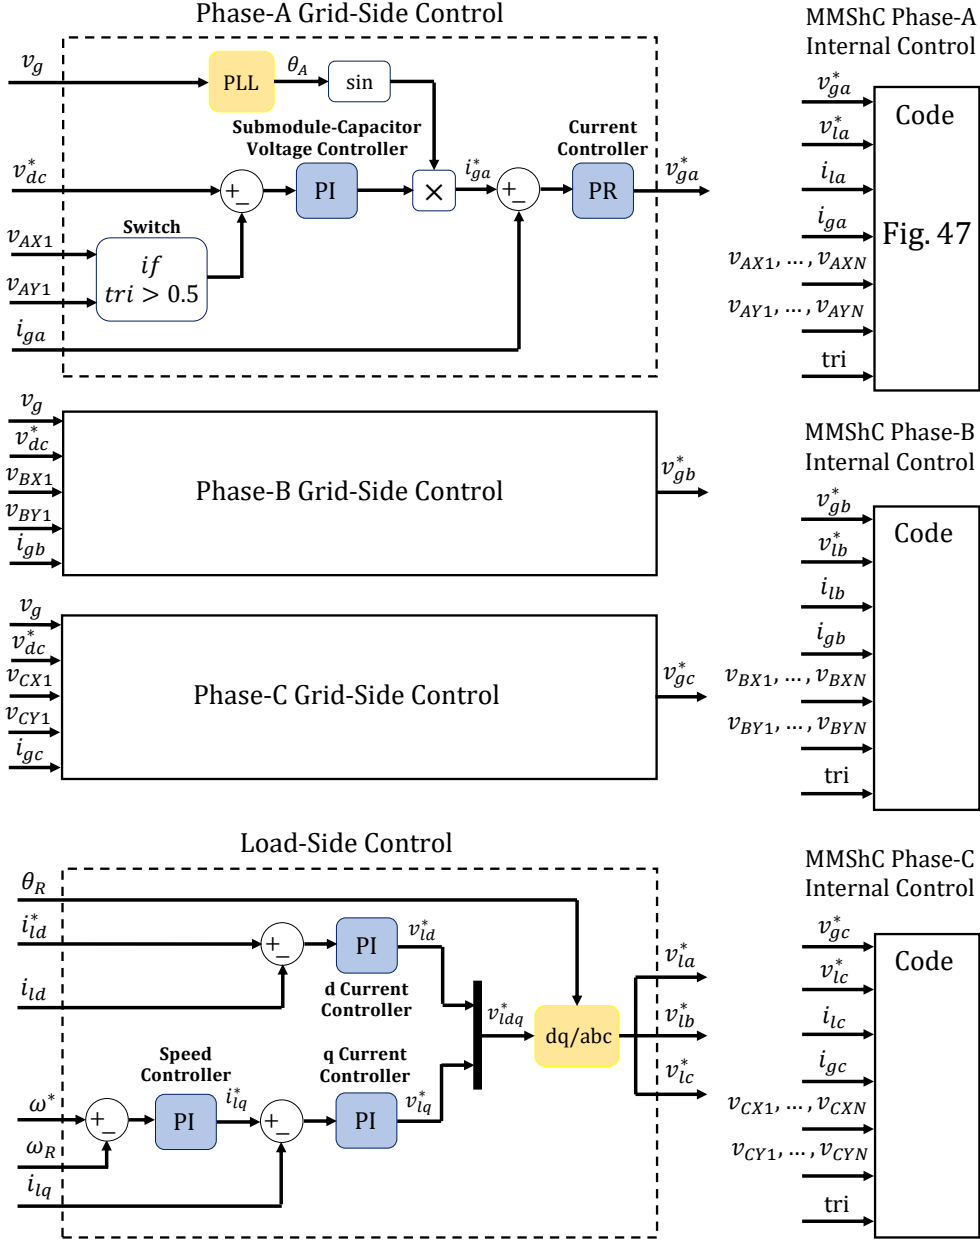 Phase-A Grid-Side Control
v_g
PLL
θ_A
sin
Submodule-Capacitor
Voltage Controller
Current
Controller
v*_dc
+
−
PI
×
i*_ga
+
−
PR
v*_ga
Switch
v_AX1
if
tri > 0.5
v_AY1
i_ga
v_g
v*_dc
v_BX1
v_BY1
i_gb
Phase-B Grid-Side Control
v*_gb
v_g
v*_dc
v_CX1
v_CY1
i_gc
Phase-C Grid-Side Control
v*_gc
Load-Side Control
θ_R
i*_ld
+
−
PI
v*_ld
d Current
Controller
i_ld
v*_ldq
dq/abc
v*_la
v*_lb
v*_lc
Speed
Controller
q Current
Controller
ω*
+
−
PI
i*_lq
+
−
PI
v*_lq
ω_R
i_lq
MMShC Phase-A
Internal Control
v*_ga
v*_la
i_la
i_ga
v_AX1, … , v_AXN
v_AY1, … , v_AYN
tri
Code
Fig. 47
MMShC Phase-B
Internal Control
v*_gb
v*_lb
i_lb
i_gb
v_BX1, … , v_BXN
v_BY1, … , v_BYN
tri
Code
MMShC Phase-C
Internal Control
v*_gc
v*_lc
i_lc
i_gc
v_CX1, … , v_CXN
v_CY1, … , v_CYN
tri
Code